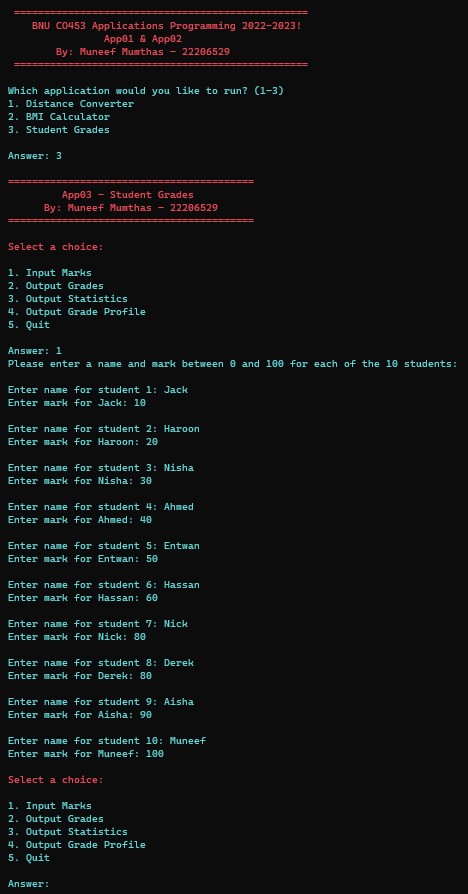 =================================================
BNU CO453 Applications Programming 2022-2023!
App01 & App02
By: Muneef Mumthas - 22206529
=================================================
Which application would you like to run? (1-3)
1. Distance Converter
2. BMI Calculator
3. Student Grades
Answer: 3
=========================================
App03 - Student Grades
By: Muneef Mumthas - 22206529
=========================================
Select a choice:
1. Input Marks
2. Output Grades
3. Output Statistics
4. Output Grade Profile
5. Quit
Answer: 1
Please enter a name and mark between 0 and 100 for each of the 10 students:
Enter name for student 1: Jack
Enter mark for Jack: 10
Enter name for student 2: Haroon
Enter mark for Haroon: 20
Enter name for student 3: Nisha
Enter mark for Nisha: 30
Enter name for student 4: Ahmed
Enter mark for Ahmed: 40
Enter name for student 5: Entwan
Enter mark for Entwan: 50
Enter name for student 6: Hassan
Enter mark for Hassan: 60
Enter name for student 7: Nick
Enter mark for Nick: 80
Enter name for student 8: Derek
Enter mark for Derek: 80
Enter name for student 9: Aisha
Enter mark for Aisha: 90
Enter name for student 10: Muneef
Enter mark for Muneef: 100
Select a choice:
1. Input Marks
2. Output Grades
3. Output Statistics
4. Output Grade Profile
5. Quit
Answer: